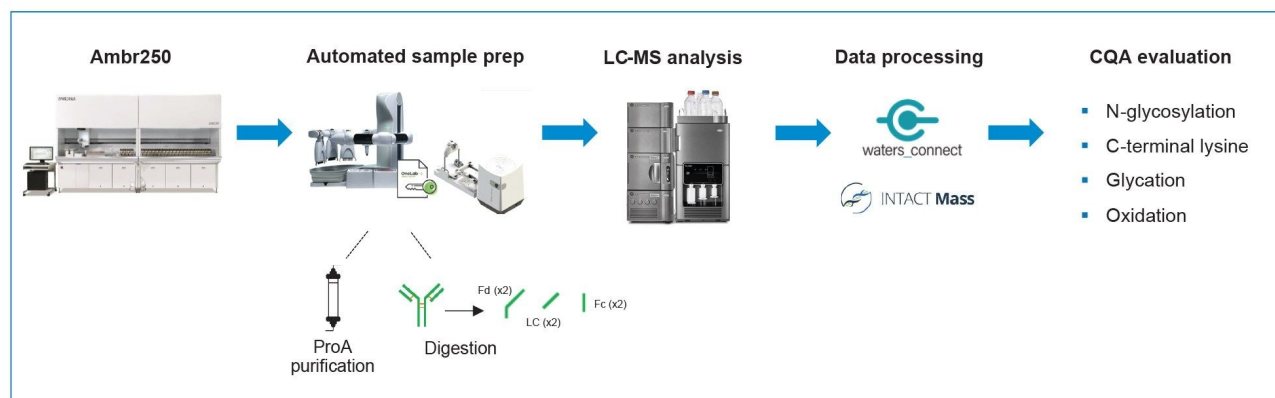 Ambr250
Automated sample prep
LC-MS analysis
Data processing
CQA evaluation
OneLab
waters_connect
INTACT Mass
N-glycosylation
C-terminal lysine
Glycation
Oxidation
ProA
purification
Digestion
Fd (x2)
LC (x2)
Fc (x2)